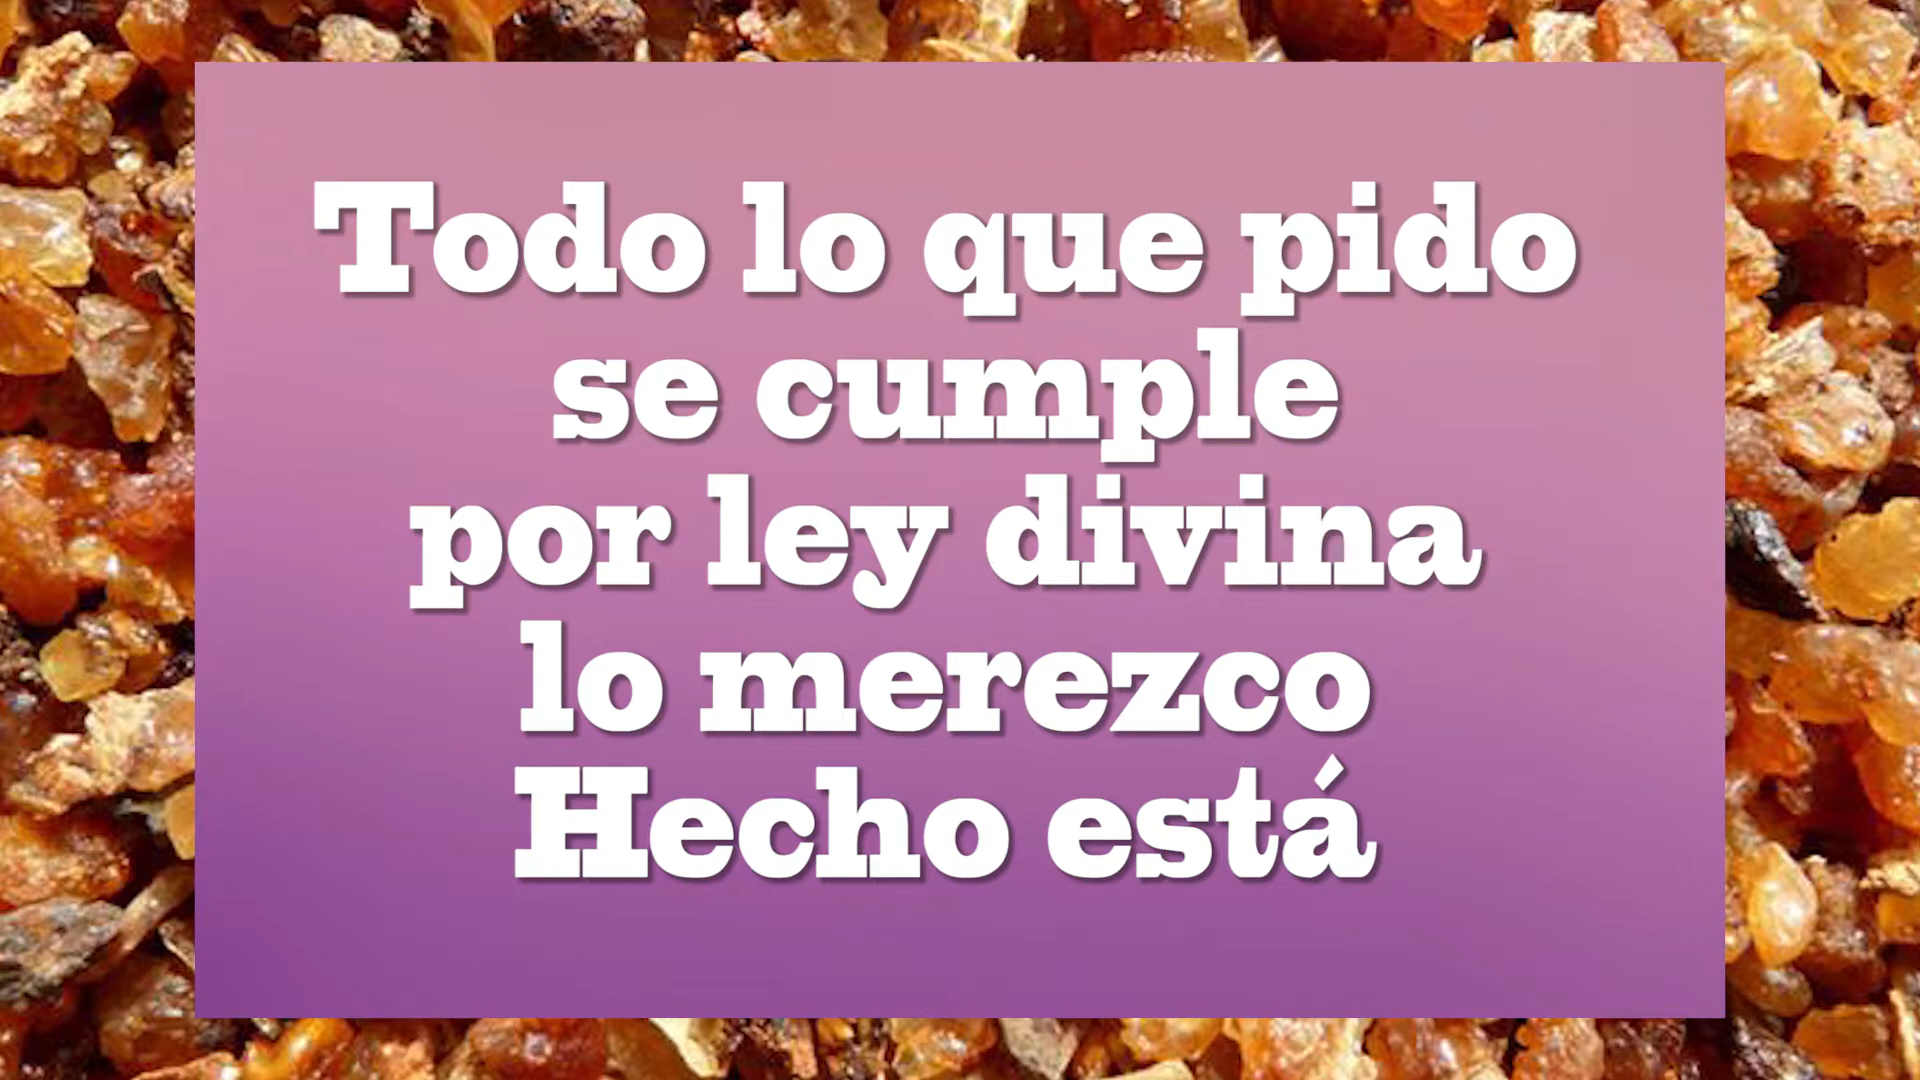 Todo lo que pido
se cumple
por ley divina
lo merezco
Hecho está